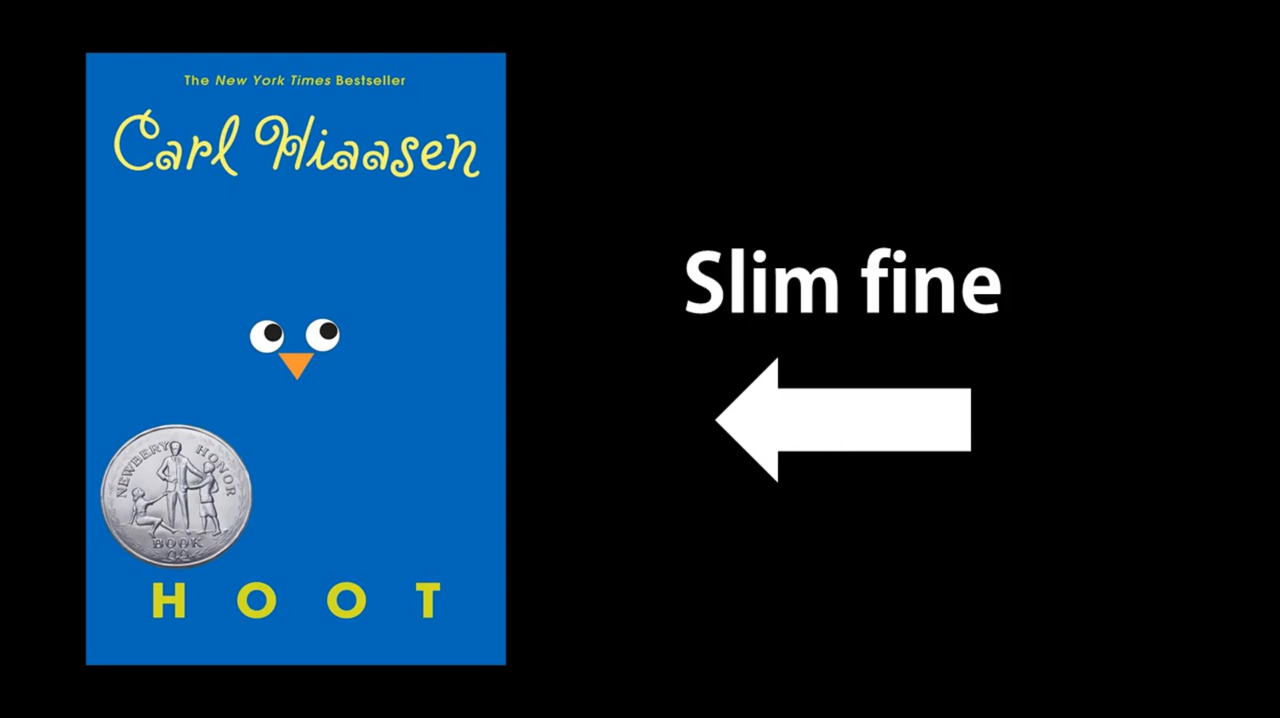 The New York Times Bestseller
Carl Hiaasen
NEWBERY HONOR
BOOK
HOOT
Slim fine